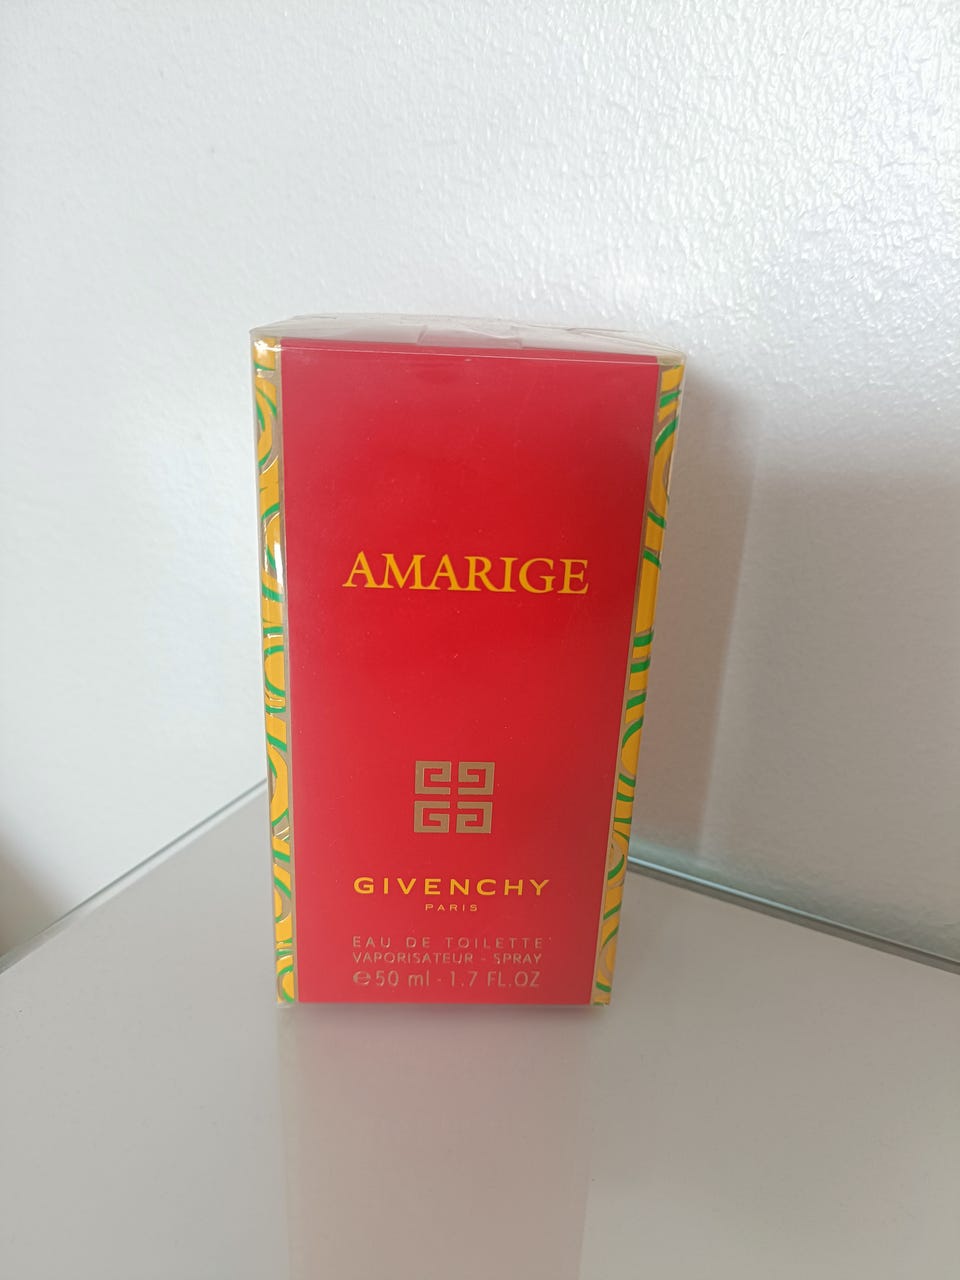 AMARIGE
GIVENCHY
PARIS
EAU DE TOILETTE
VAPORISATEUR - SPRAY
℮50 ml - 1.7 FL.OZ